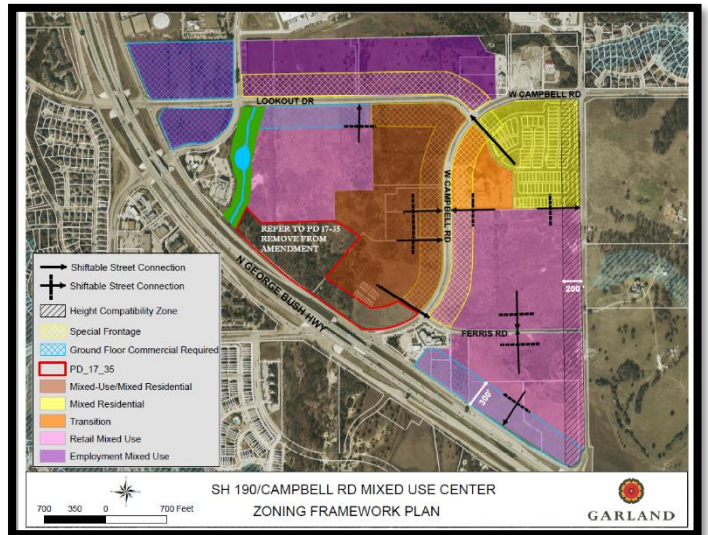 LOOKOUT DR
W CAMPBELL RD
W CAMPBELL RD
REFER TO PD 17-35
REMOVE FROM
AMENDMENT
N GEORGE BUSH HWY
200'
FERRIS RD
300'
Shiftable Street Connection
Shiftable Street Connection
Height Compatibility Zone
Special Frontage
Ground Floor Commercial Required
PD_17_35
Mixed-Use/Mixed Residential
Mixed Residential
Transition
Retail Mixed Use
Employment Mixed Use
700 350 0 700 Feet
SH 190/CAMPBELL RD MIXED USE CENTER
ZONING FRAMEWORK PLAN
GARLAND